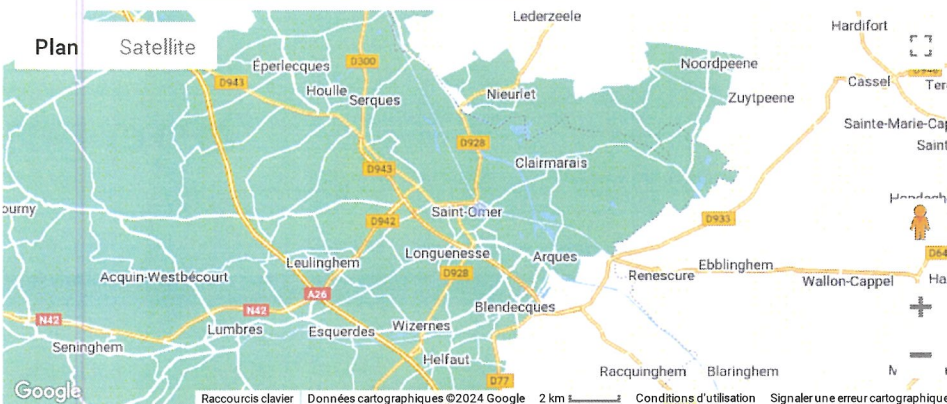 Lederzeele
Hardifort
Plan Satellite
Éperlecques
D300
Noordpeene
D943
Houlle
Cassel
Serques
Nieurlet
Zuytpeene
Sainte-Marie-Cap
D928
Saint
Clairmarais
D943
Saint-Omer
D942
D933
Longuenesse
Arques
D64
Leulinghem
Ebblinghem
D928
Renescure
Acquin-Westbécourt
Wallon-Cappel
Ha
A26
Blendecques
N42
N42
Lumbres
Esquerdes
Wizernes
Seninghem
Helfaut
Racquinghem
Blaringhem
D77
Google
Raccourcis clavier Données cartographiques ©2024 Google 2 km Conditions d'utilisation Signaler une erreur cartographique